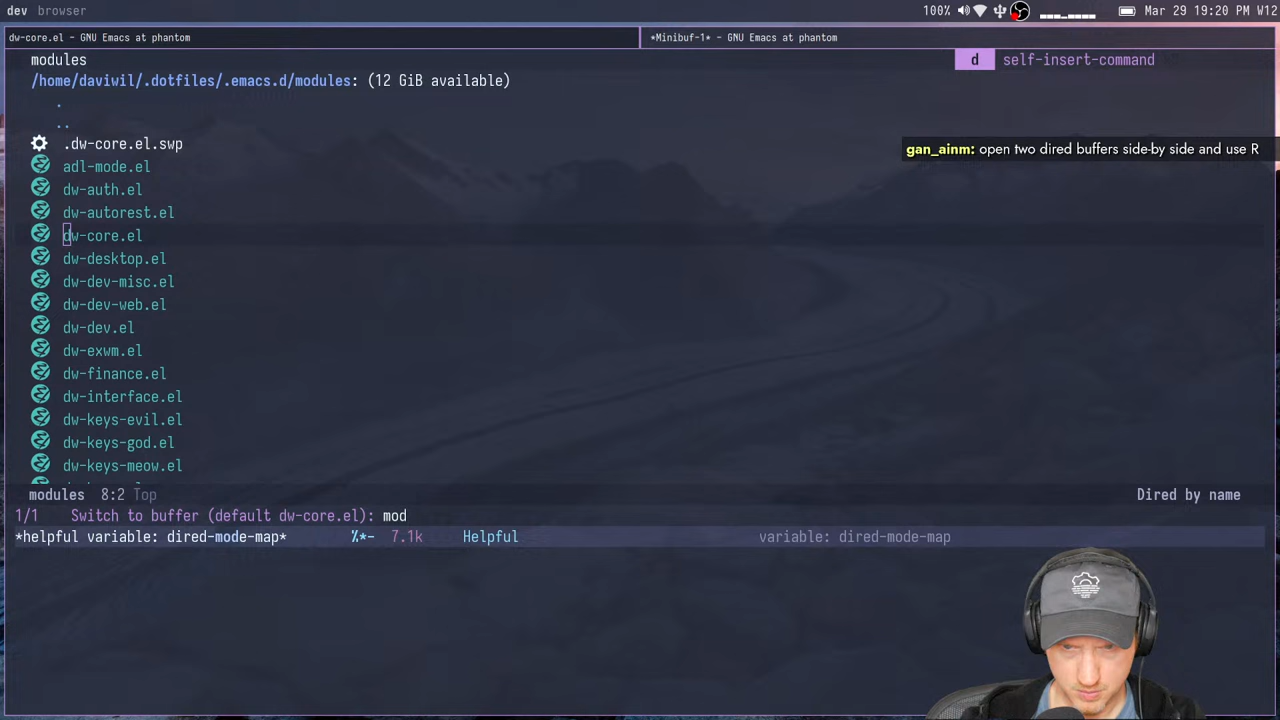 dev browser 100% Mar 29 19:20 PM W12
dw-core.el – GNU Emacs at phantom *Minibuf-1* – GNU Emacs at phantom
modules d self-insert-command
/home/daviwil/.dotfiles/.emacs.d/modules: (12 GiB available)
.
..
.dw-core.el.swp
gan_ainm: open two dired buffers side-by side and use R
adl-mode.el
dw-auth.el
dw-autorest.el
dw-core.el
dw-desktop.el
dw-dev-misc.el
dw-dev-web.el
dw-dev.el
dw-exwm.el
dw-finance.el
dw-interface.el
dw-keys-evil.el
dw-keys-god.el
dw-keys-meow.el
modules 8:2 Top Dired by name
1/1 Switch to buffer (default dw-core.el): mod
*helpful variable: dired-mode-map* %*- 7.1k Helpful variable: dired-mode-map